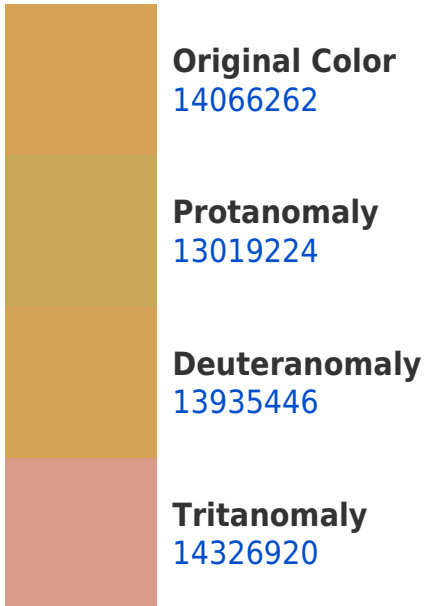 Original Color
14066262
Protanomaly
13019224
Deuteranomaly
13935446
Tritanomaly
14326920